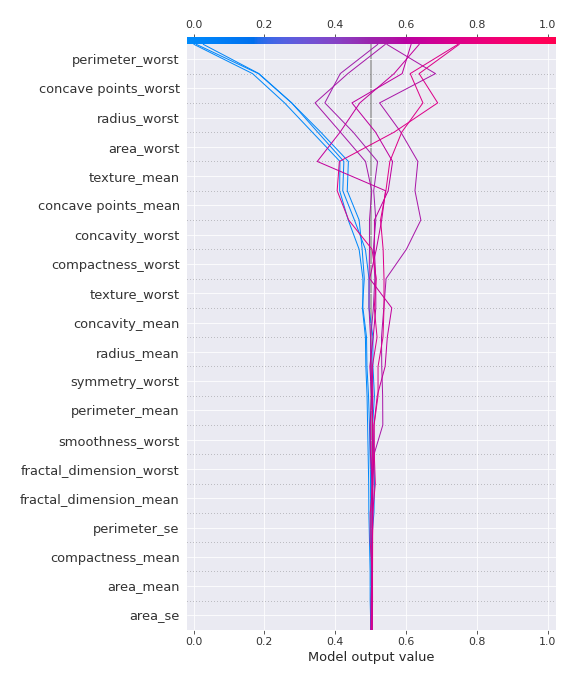 0.0 0.2 0.4 0.6 0.8 1.0
perimeter_worst
concave points_worst
radius_worst
area_worst
texture_mean
concave points_mean
concavity_worst
compactness_worst
texture_worst
concavity_mean
radius_mean
symmetry_worst
perimeter_mean
smoothness_worst
fractal_dimension_worst
fractal_dimension_mean
perimeter_se
compactness_mean
area_mean
area_se
0.0 0.2 0.4 0.6 0.8 1.0
Model output value